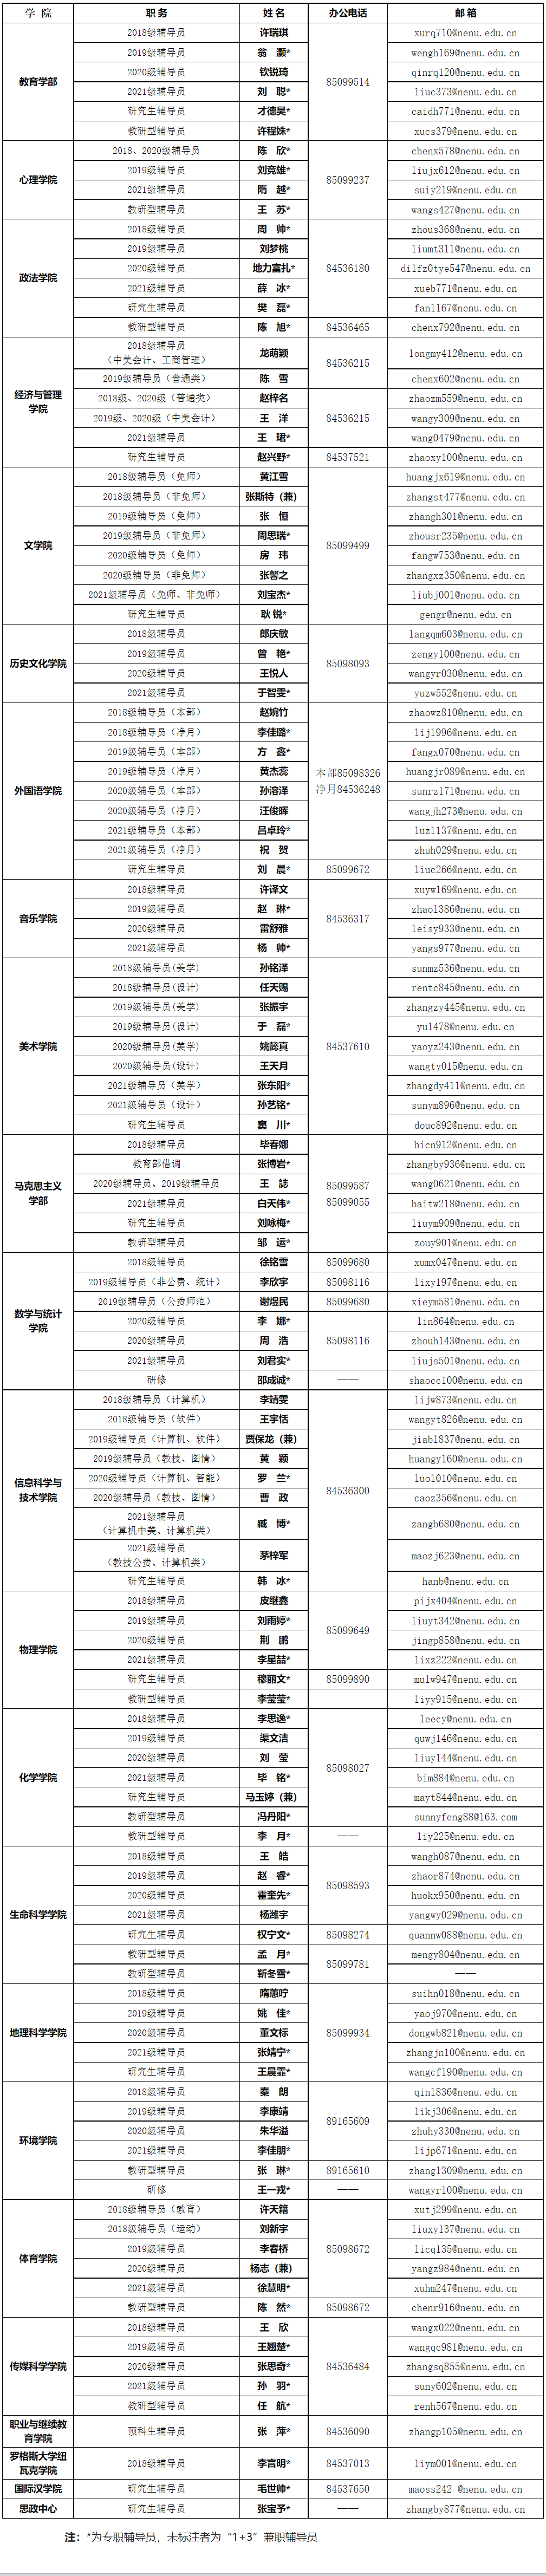 学 院 职 务 姓 名 办公电话 邮 箱
教育学部 2018级辅导员 许瑞琪 85099514 xurq710@nenu.edu.cn
2019级辅导员 翁 灏* wengh169@nenu.edu.cn
2020级辅导员 钦锐琦 qinrq120@nenu.edu.cn
2021级辅导员 刘 聪* liuc373@nenu.edu.cn
研究生辅导员 才德昊* caidh771@nenu.edu.cn
教研型辅导员 许程姝* xucs379@nenu.edu.cn
心理学院 2018、2020级辅导员 陈 欣* 85099237 chenx578@nenu.edu.cn
2019级辅导员 刘竞雄* liujx612@nenu.edu.cn
2021级辅导员 隋 越* suiy219@nenu.edu.cn
教研型辅导员 王 苏* wangs427@nenu.edu.cn
政法学院 2018级辅导员 周 帅* 84536180 zhous368@nenu.edu.cn
2019级辅导员 刘梦桃 liumt311@nenu.edu.cn
2020级辅导员 地力富扎* dilfz0tye547@nenu.edu.cn
2021级辅导员 薛 冰* xueb771@nenu.edu.cn
研究生辅导员 樊 磊* fanl167@nenu.edu.cn
教研型辅导员 陈 旭* 84536465 chenx792@nenu.edu.cn
经济与管理学院 2018级辅导员（中美会计、工商管理） 龙萌颖 84536215 longmy412@nenu.edu.cn
2019级辅导员（普通类） 陈 雪 chenx602@nenu.edu.cn
2018级、2020级（普通类） 赵梓名 84536215 zhaozm559@nenu.edu.cn
2019级、2020级（中美会计） 王 洋 wangy309@nenu.edu.cn
2021级辅导员 王 珺* wang0479@nenu.edu.cn
研究生辅导员 赵兴野* 84537521 zhaoxy100@nenu.edu.cn
文学院 2018级辅导员（免师） 黄江雪 85099499 huangjx619@nenu.edu.cn
2018级辅导员（非免师） 张斯特（兼） zhangst477@nenu.edu.cn
2019级辅导员（免师） 张 恒 zhangh301@nenu.edu.cn
2019级辅导员（非免师） 周思瑞* zhousr235@nenu.edu.cn
2020级辅导员（免师） 房 玮 fangw753@nenu.edu.cn
2020级辅导员（非免师） 张馨之 zhangxz350@nenu.edu.cn
2021级辅导员（免师、非免师） 刘宝杰* liubj001@nenu.edu.cn
研究生辅导员 耿 锐* gengr@nenu.edu.cn
历史文化学院 2018级辅导员 郎庆敏 85098093 langqm603@nenu.edu.cn
2019级辅导员 曾 艳* zengy100@nenu.edu.cn
2020级辅导员 王悦人 wangyr030@nenu.edu.cn
2021级辅导员 于智雯* yuzw552@nenu.edu.cn
外国语学院 2018级辅导员（本部） 赵婉竹 本部85098326 净月84536248 zhaowz810@nenu.edu.cn
2018级辅导员（净月） 李佳璐* lijl996@nenu.edu.cn
2019级辅导员（本部） 方 鑫* fangx070@nenu.edu.cn
2019级辅导员（净月） 黄杰蕊 huangjr089@nenu.edu.cn
2020级辅导员（本部） 孙溶泽 sunrz171@nenu.edu.cn
2020级辅导员（净月） 汪俊晖 wangjh273@nenu.edu.cn
2021级辅导员（本部） 吕卓玲* luzl137@nenu.edu.cn
2021级辅导员（净月） 祝 贺 zhuh029@nenu.edu.cn
研究生辅导员 刘 晨* 85099672 liuc266@nenu.edu.cn
音乐学院 2018级辅导员 许译文 84536317 xuyw169@nenu.edu.cn
2019级辅导员 赵 琳* zhaol386@nenu.edu.cn
2020级辅导员 雷舒雅 leisy933@nenu.edu.cn
2021级辅导员 杨 帅* yangs977@nenu.edu.cn
美术学院 2018级辅导员(美学) 孙铭泽 84537610 sunmz536@nenu.edu.cn
2018级辅导员(设计) 任天赐 rentc845@nenu.edu.cn
2019级辅导员(美学) 张振宇 zhangzy445@nenu.edu.cn
2019级辅导员(设计) 于 磊* yul478@nenu.edu.cn
2020级辅导员(美学) 姚懿真 yaoyz243@nenu.edu.cn
2020级辅导员(设计) 王天月 wangty015@nenu.edu.cn
2021级辅导员（美学） 张东阳* zhangdy411@nenu.edu.cn
2021级辅导员（设计） 孙艺铭* sunym896@nenu.edu.cn
研究生辅导员 窦 川* douc892@nenu.edu.cn
马克思主义学部 2018级辅导员 毕春娜 85099587 85099055 bicn912@nenu.edu.cn
教育部借调 张博岩* zhangby936@nenu.edu.cn
2020级辅导员、2019级辅导员 王 誌 wang0621@nenu.edu.cn
2021级辅导员 白天伟* baitw218@nenu.edu.cn
研究生辅导员 刘咏梅* liuym909@nenu.edu.cn
教研型辅导员 邹 运* zouy901@nenu.edu.cn
数学与统计学院 2018级辅导员 徐铭雪 85099680 xumx047@nenu.edu.cn
2019级辅导员（非公费、统计） 李欣宇 85098116 lixy197@nenu.edu.cn
2019级辅导员（公费师范） 谢煜民 85099680 xieym581@nenu.edu.cn
2020级辅导员 李 娜* 85098116 lin864@nenu.edu.cn
2020级辅导员 周 浩 zhouh143@nenu.edu.cn
2021级辅导员 刘君实* liujs501@nenu.edu.cn
研修 邵成诚* —— shaocc100@nenu.edu.cn
信息科学与技术学院 2018级辅导员（计算机） 李靖雯 84536300 lijw873@nenu.edu.cn
2018级辅导员（软件） 王宇恬 wangyt826@nenu.edu.cn
2019级辅导员（计算机、软件） 贾保龙（兼） jiabl837@nenu.edu.cn
2019级辅导员（教技、图情） 黄 颖 huangy160@nenu.edu.cn
2020级辅导员（计算机、智能） 罗 兰* luol010@nenu.edu.cn
2020级辅导员（教技、图情） 曹 政 caoz356@nenu.edu.cn
2021级辅导员（计算机中美、计算机类） 臧 博* zangb680@nenu.edu.cn
2021级辅导员（教技公费、计算机类） 茅梓军 maozj623@nenu.edu.cn
研究生辅导员 韩 冰* hanb@nenu.edu.cn
物理学院 2018级辅导员 皮继鑫 85099649 pijx404@nenu.edu.cn
2019级辅导员 刘雨婷* liuyt342@nenu.edu.cn
2020级辅导员 荆 鹏 jingp858@nenu.edu.cn
2021级辅导员 李星喆* lixz222@nenu.edu.cn
研究生辅导员 穆丽文* 85099890 mulw947@nenu.edu.cn
教研型辅导员 李莹莹* liyy915@nenu.edu.cn
化学学院 2018级辅导员 李思逸* 85098027 leecy@nenu.edu.cn
2019级辅导员 渠文洁 quwj146@nenu.edu.cn
2020级辅导员 刘 莹 liuy144@nenu.edu.cn
2021级辅导员 毕 铭* bim884@nenu.edu.cn
研究生辅导员 马玉婷（兼） mayt844@nenu.edu.cn
教研型辅导员 冯丹阳* sunnyfeng88@163.com
教研型辅导员 李 月* —— liy225@nenu.edu.cn
生命科学学院 2018级辅导员 王 皓 85098593 wangh087@nenu.edu.cn
2019级辅导员 赵 睿* zhaor874@nenu.edu.cn
2020级辅导员 霍奎先* huokx950@nenu.edu.cn
2021级辅导员 杨潍宇 yangwy029@nenu.edu.cn
研究生辅导员 权宁文* 85098274 quannw088@nenu.edu.cn
教研型辅导员 孟 月* 85099781 mengy804@nenu.edu.cn
教研型辅导员 靳冬雪* ——
地理科学学院 2018级辅导员 隋蕙咛 85099934 suihn018@nenu.edu.cn
2019级辅导员 姚 佳* yaoj970@nenu.edu.cn
2020级辅导员 董文标 dongwb821@nenu.edu.cn
2021级辅导员 张婧宁* zhangjn100@nenu.edu.cn
研究生辅导员 王晨霏* wangcf190@nenu.edu.cn
环境学院 2018级辅导员 秦 朗 89165609 qinl836@nenu.edu.cn
2019级辅导员 李康靖 likj306@nenu.edu.cn
2020级辅导员 朱华溢 zhuhy330@nenu.edu.cn
2021级辅导员 李佳朋* lijp671@nenu.edu.cn
教研型辅导员 张 琳* 89165610 zhangl309@nenu.edu.cn
研修 王一戎* —— wangyr100@nenu.edu.cn
体育学院 2018级辅导员（教育） 许天籍 85098672 xutj299@nenu.edu.cn
2018级辅导员（运动） 刘新宇 liuxy137@nenu.edu.cn
2019级辅导员 李春桥 licq135@nenu.edu.cn
2020级辅导员 杨志（兼） yangz984@nenu.edu.cn
2021级辅导员 徐慧明* xuhm247@nenu.edu.cn
教研型辅导员 陈 然* 85098672 chenr916@nenu.edu.cn
传媒科学学院 2018级辅导员 王 欣 84536484 wangx022@nenu.edu.cn
2019级辅导员 王翘楚* wangqc981@nenu.edu.cn
2020级辅导员 张思奇* zhangsq855@nenu.edu.cn
2021级辅导员 孙 羽* suny602@nenu.edu.cn
教研型辅导员 任 航* renh567@nenu.edu.cn
职业与继续教育学院 预科生辅导员 张 萍* 84536090 zhangp105@nenu.edu.cn
罗格斯大学纽瓦克学院 2018级辅导员 李言明* 84537013 liym001@nenu.edu.cn
国际汉学院 研究生辅导员 毛世帅* 84537650 maoss242 @nenu.edu.cn
思政中心 研究生辅导员 张宝予* —— zhangby877@nenu.edu.cn
注：*为专职辅导员，未标注者为“1+3”兼职辅导员